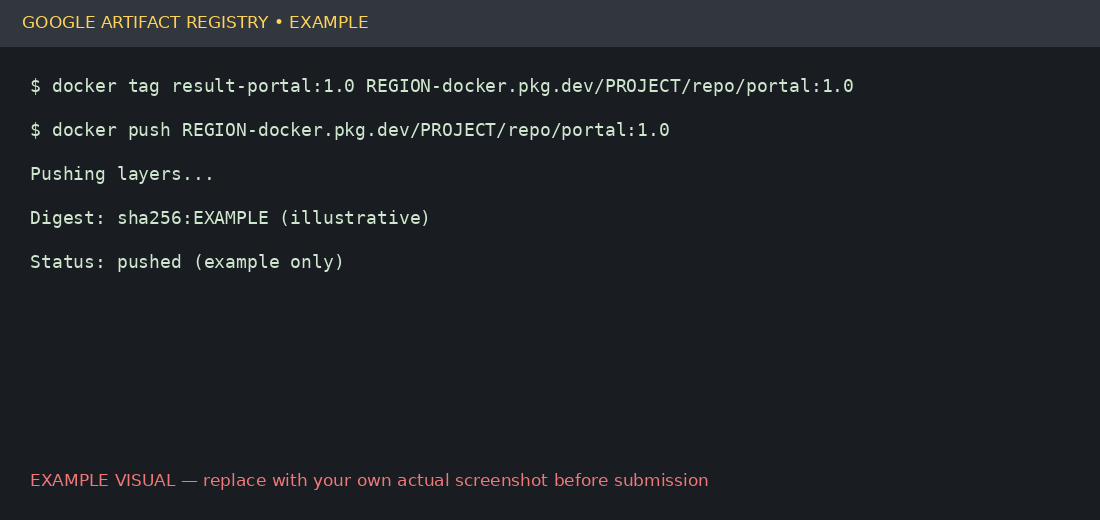 GOOGLE ARTIFACT REGISTRY • EXAMPLE
$ docker tag result-portal:1.0 REGION-docker.pkg.dev/PROJECT/repo/portal:1.0
$ docker push REGION-docker.pkg.dev/PROJECT/repo/portal:1.0
Pushing layers...
Digest: sha256:EXAMPLE (illustrative)
Status: pushed (example only)
EXAMPLE VISUAL — replace with your own actual screenshot before submission